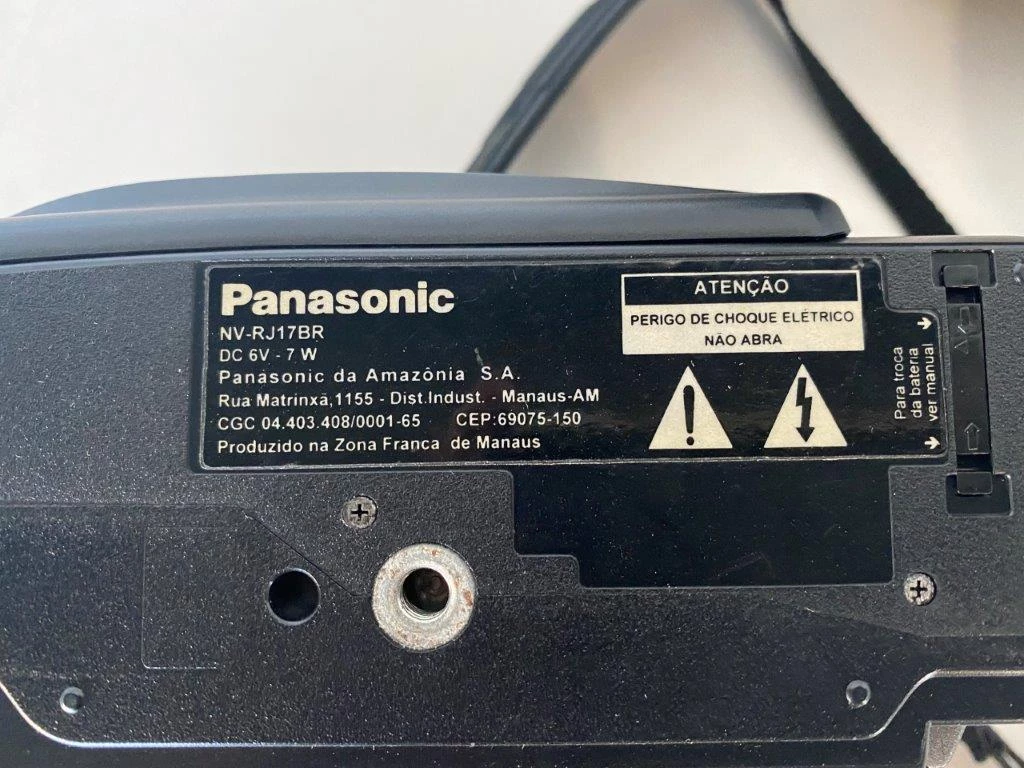 Panasonic
NV-RJ17BR
DC 6V - 7 W
Panasonic da Amazônia S.A.
Rua Matrinxã,1155 - Dist.Indust. - Manaus-AM
CGC 04.403.408/0001-65 CEP:69075-150
Produzido na Zona Franca de Manaus
ATENÇÃO
PERIGO DE CHOQUE ELÉTRICO
NÃO ABRA
Para troca
da bateria
ver manual